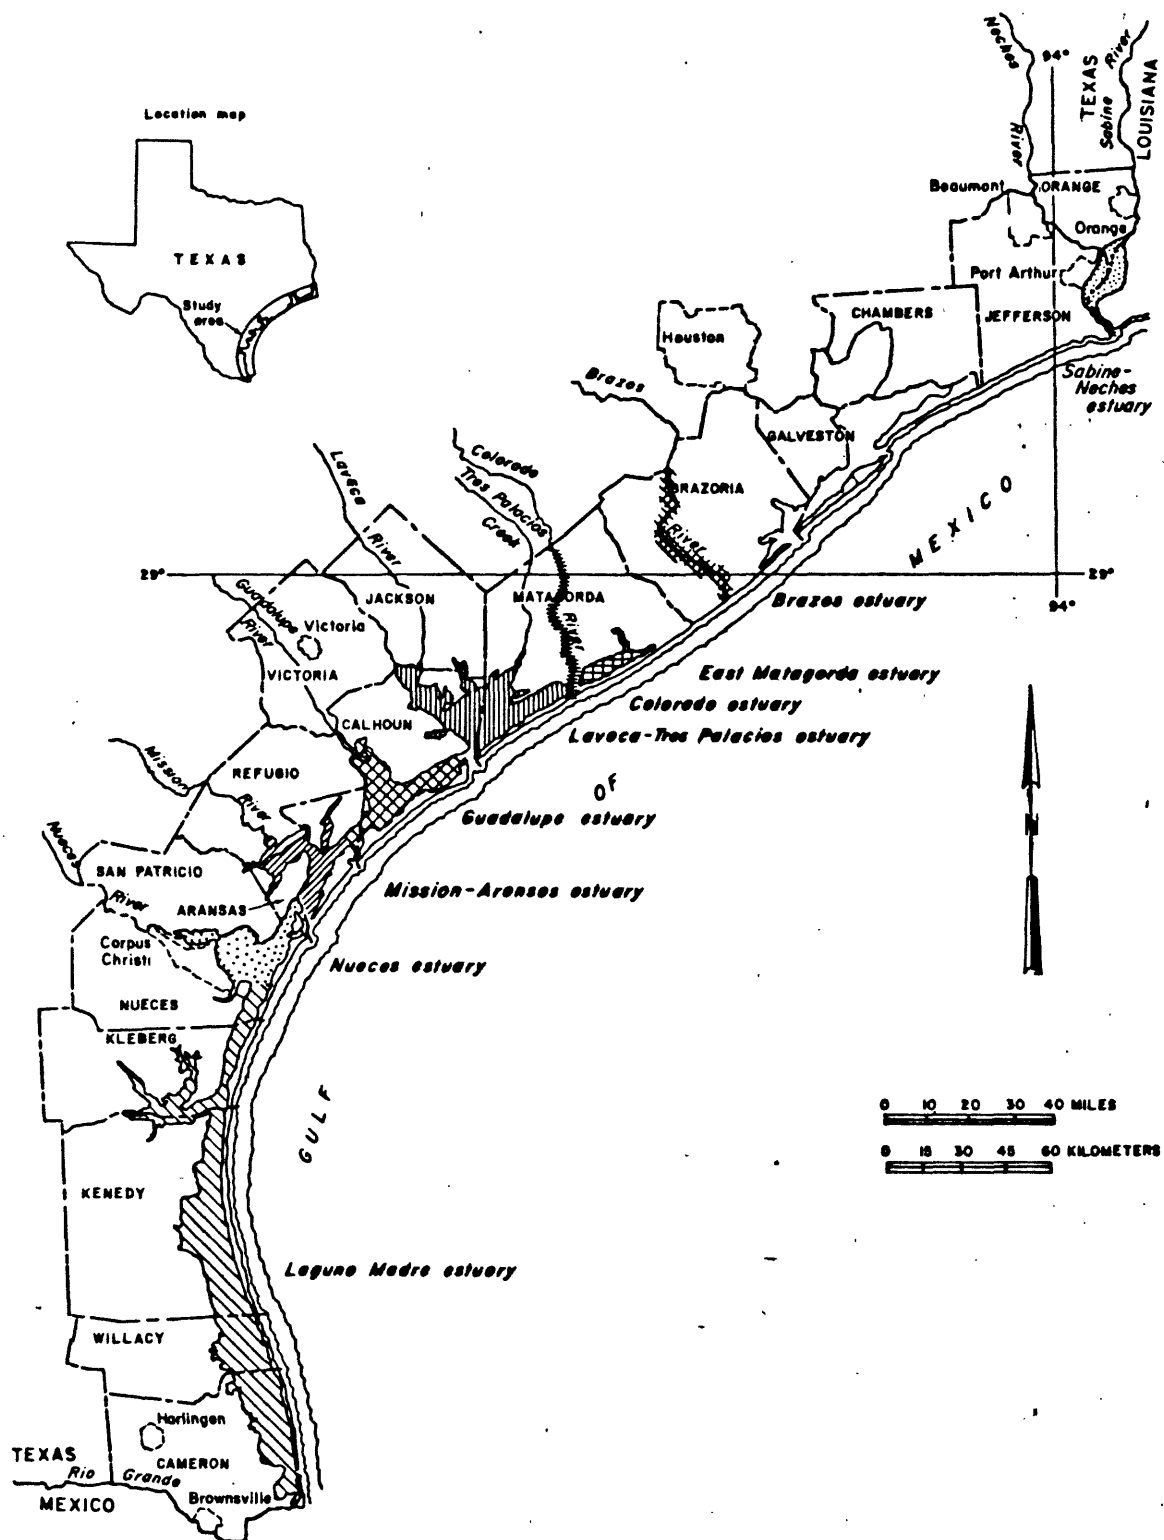 Neches
River
94°
TEXAS
Sabine River
LOUISIANA
Location map
TEXAS
Study
area
Beaumont
ORANGE
Orange
Port Arthur
JEFFERSON
CHAMBERS
Houston
Sabine-
Neches
estuary
Brazos
River
GALVESTON
BRAZORIA
Colorado
River
Tres Palacios
Creek
Lavaca
River
29°
29°
94°
GULF
OF
MEXICO
Brazos estuary
JACKSON
MATAGORDA
Guadalupe
River
Victoria
VICTORIA
East Matagorda estuary
Colorado estuary
Lavaca-Tres Palacios estuary
CALHOUN
Mission
River
REFUGIO
Guadalupe estuary
N
Nueces
River
SAN PATRICIO
ARANSAS
Mission-Aransas estuary
Corpus
Christi
Nueces estuary
NUECES
KLEBERG
0 10 20 30 40 MILES
0 15 30 45 60 KILOMETERS
KENEDY
Laguna Madre estuary
WILLACY
Harlingen
CAMERON
TEXAS
Rio Grande
MEXICO
Brownsville